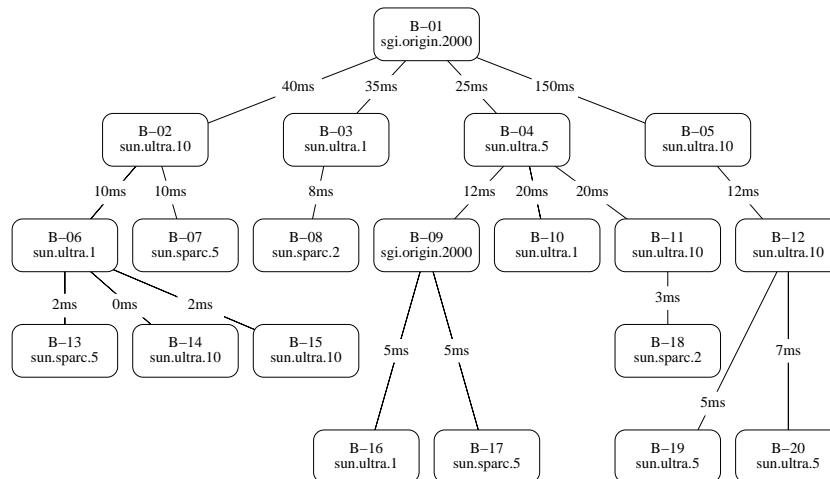 B−01
sgi.origin.2000
40ms
35ms
25ms
150ms
B−02
sun.ultra.10
B−03
sun.ultra.1
B−04
sun.ultra.5
B−05
sun.ultra.10
10ms
10ms
8ms
12ms
20ms
20ms
12ms
B−06
sun.ultra.1
B−07
sun.sparc.5
B−08
sun.sparc.2
B−09
sgi.origin.2000
B−10
sun.ultra.1
B−11
sun.ultra.10
B−12
sun.ultra.10
2ms
0ms
2ms
3ms
B−13
sun.sparc.5
B−14
sun.ultra.10
B−15
sun.ultra.10
B−18
sun.sparc.2
5ms
5ms
7ms
5ms
B−16
sun.ultra.1
B−17
sun.sparc.5
B−19
sun.ultra.5
B−20
sun.ultra.5